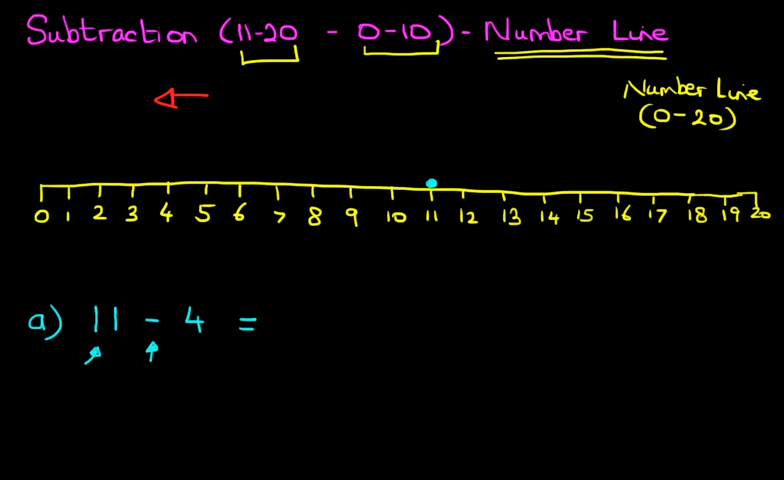 Subtraction (11-20 - 0-10) - Number Line
Number Line
(0-20)
0 1 2 3 4 5 6 7 8 9 10 11 12 13 14 15 16 17 18 19 20
a) 11 - 4 =